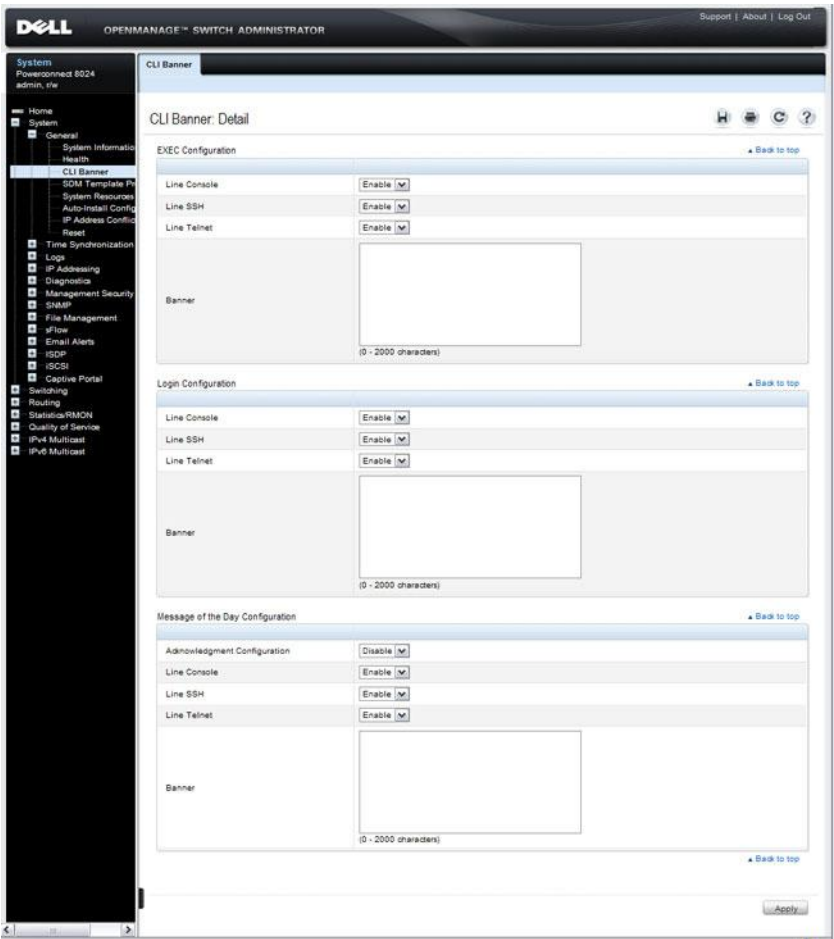 DELL
OPENMANAGE™ SWITCH ADMINISTRATOR
Support | About | Log Out
System
Powerconnect 8024
admin, r/w
Home
System
General
System Informatio
Health
CLI Banner
SDM Template Pr
System Resources
Auto-Install Config
IP Address Conflic
Reset
Time Synchronization
Logs
IP Addressing
Diagnostics
Management Security
SNMP
File Management
sFlow
Email Alerts
ISDP
iSCSI
Captive Portal
Switching
Routing
Statistics/RMON
Quality of Service
IPv4 Multicast
IPv6 Multicast
CLI Banner
CLI Banner: Detail
EXEC Configuration
▲ Back to top
Line Console Enable
Line SSH Enable
Line Telnet Enable
Banner
(0 - 2000 characters)
Login Configuration
▲ Back to top
Line Console Enable
Line SSH Enable
Line Telnet Enable
Banner
(0 - 2000 characters)
Message of the Day Configuration
▲ Back to top
Acknowledgment Configuration Disable
Line Console Enable
Line SSH Enable
Line Telnet Enable
Banner
(0 - 2000 characters)
▲ Back to top
Apply